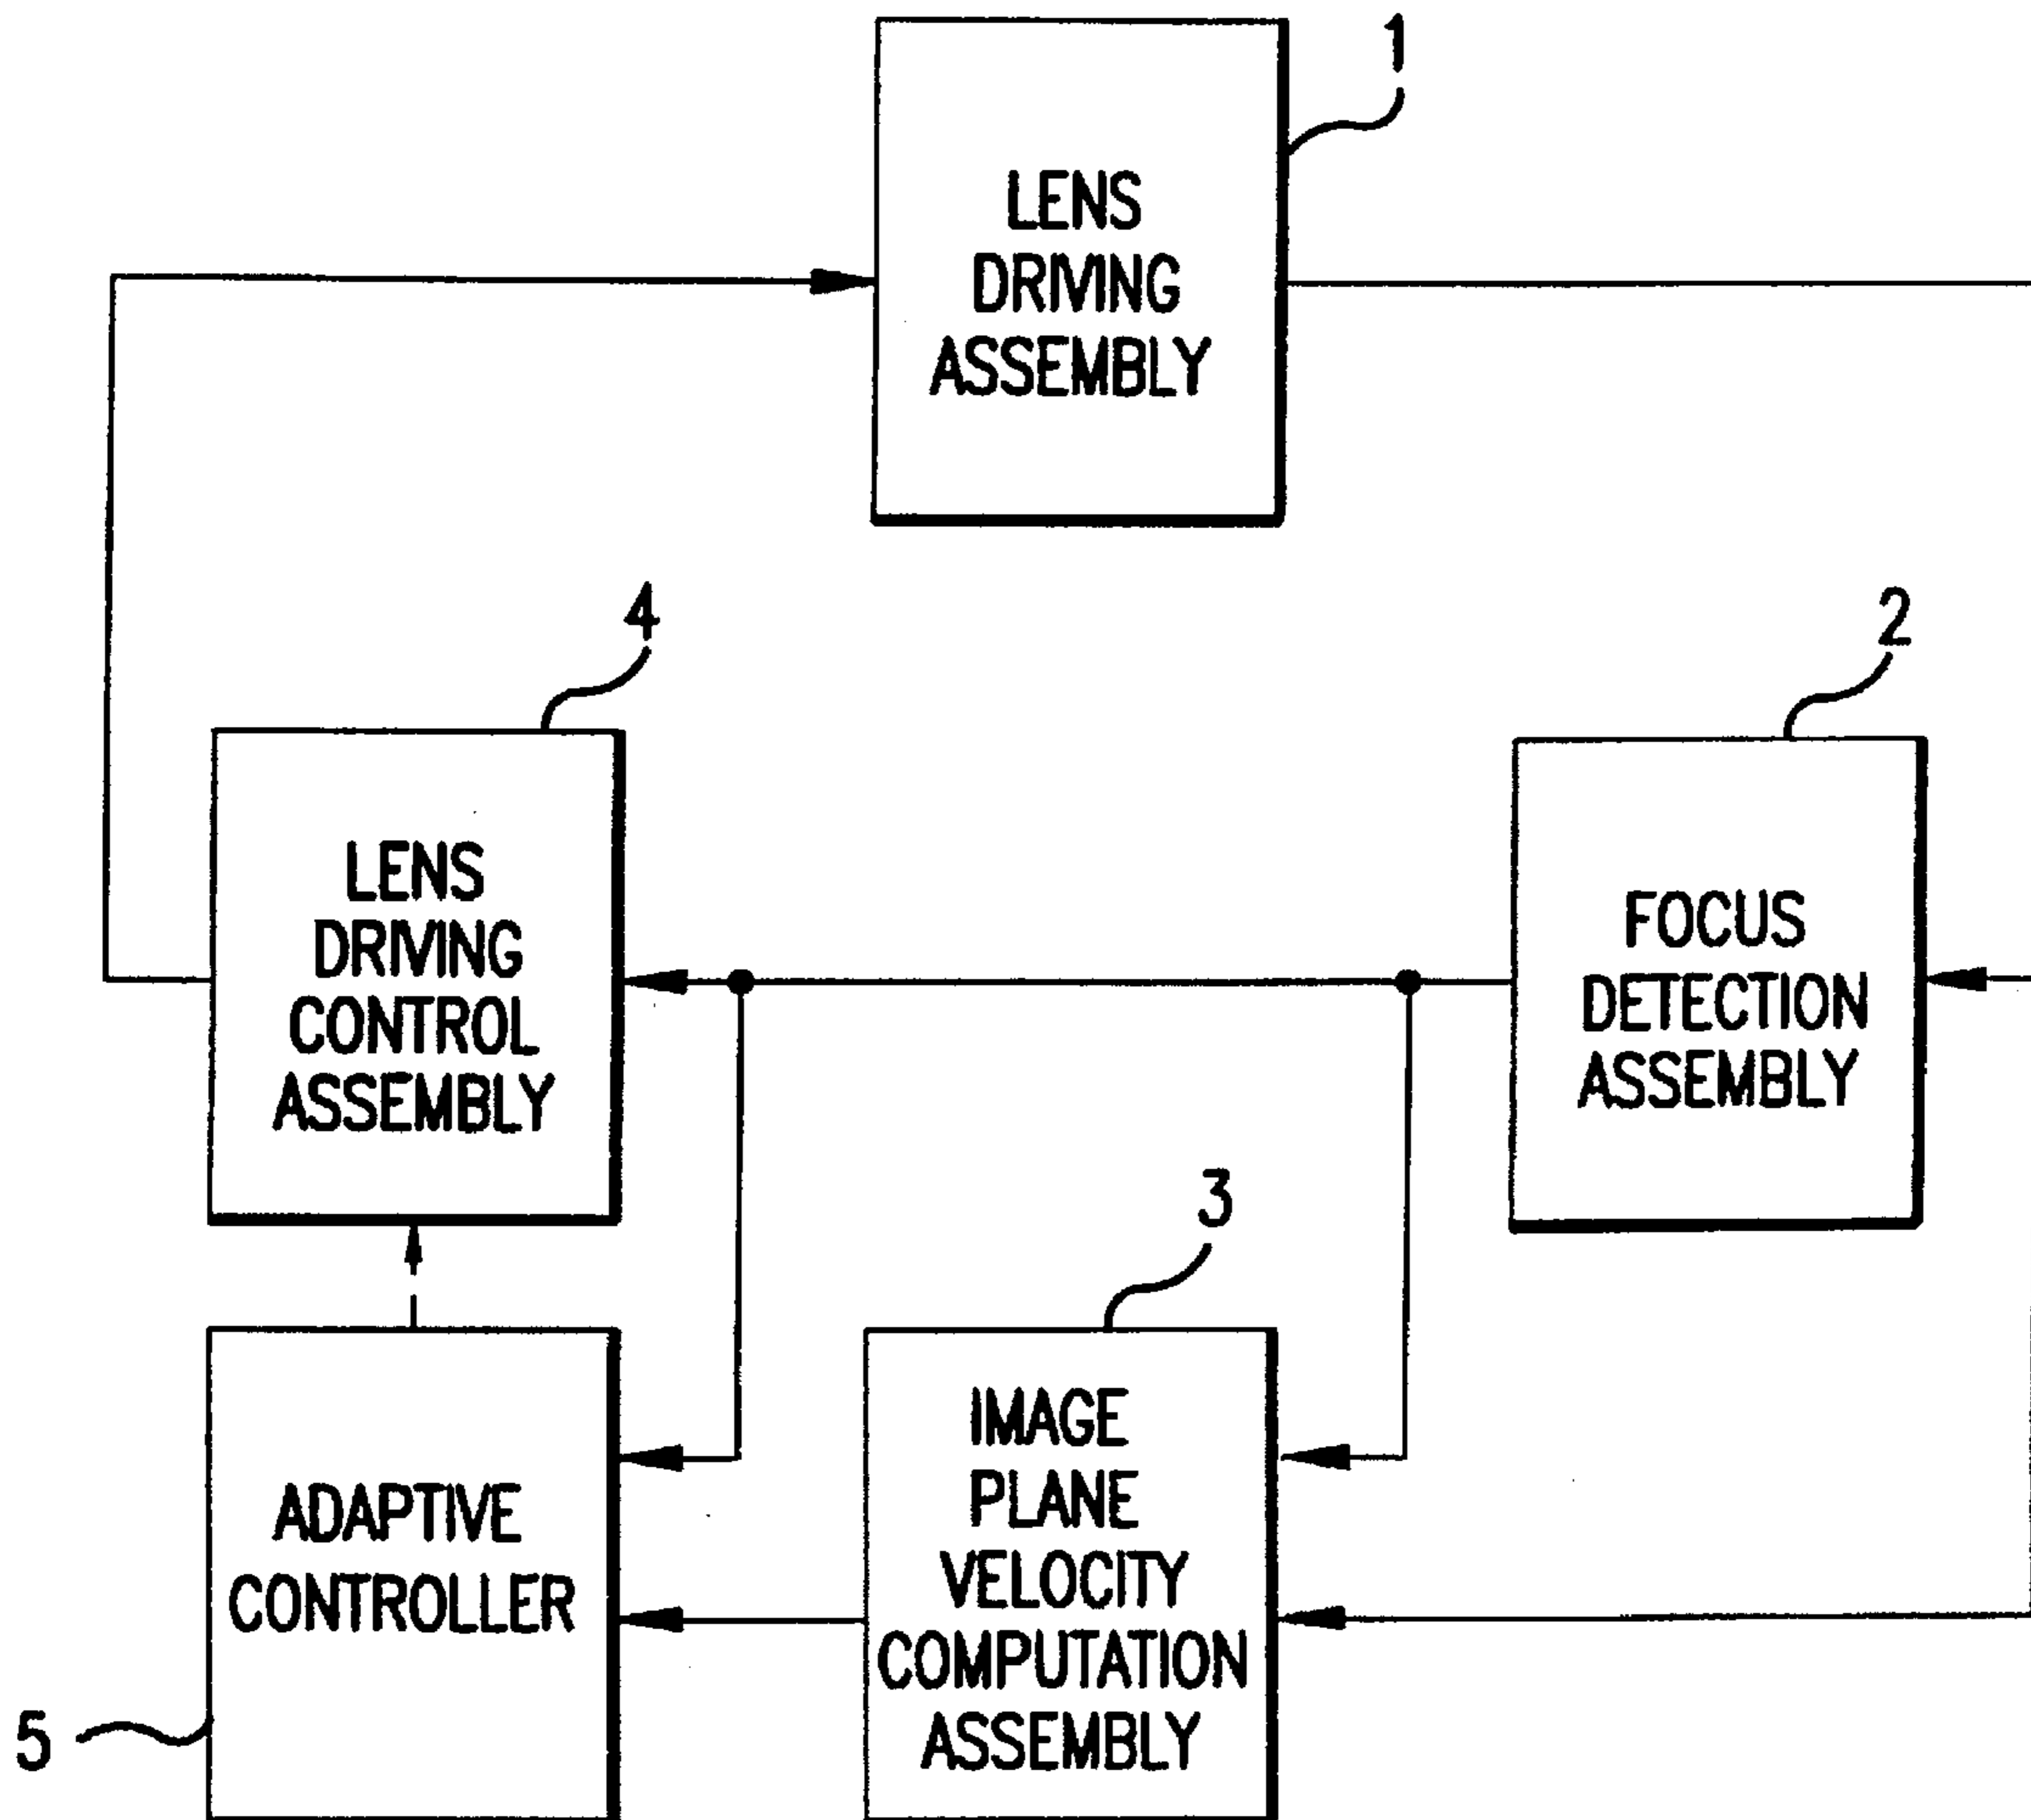 1
LENS
DRIVING
ASSEMBLY
4
LENS
DRIVING
CONTROL
ASSEMBLY
2
FOCUS
DETECTION
ASSEMBLY
3
IMAGE
PLANE
VELOCITY
COMPUTATION
ASSEMBLY
ADAPTIVE
CONTROLLER
5